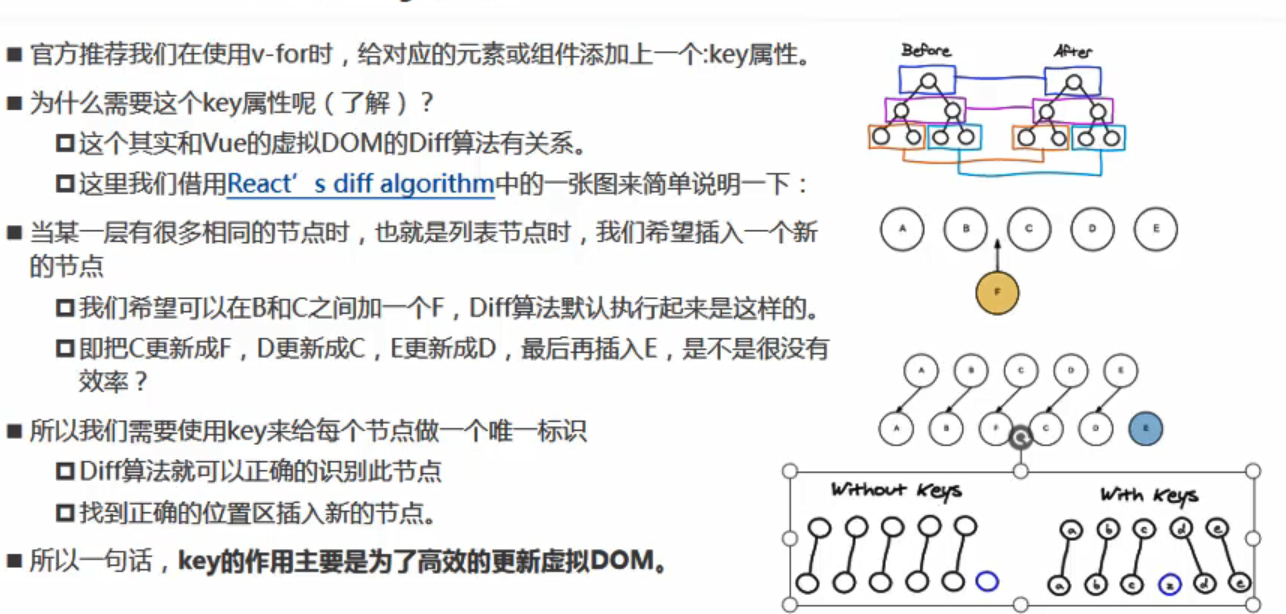 官方推荐我们在使用v-for时，给对应的元素或组件添加上一个:key属性。
为什么需要这个key属性呢（了解）？
这个其实和Vue的虚拟DOM的Diff算法有关系。
这里我们借用React’s diff algorithm中的一张图来简单说明一下：
当某一层有很多相同的节点时，也就是列表节点时，我们希望插入一个新
的节点
我们希望可以在B和C之间加一个F，Diff算法默认执行起来是这样的。
即把C更新成F，D更新成C，E更新成D，最后再插入E，是不是很没有
效率？
所以我们需要使用key来给每个节点做一个唯一标识
Diff算法就可以正确的识别此节点
找到正确的位置区插入新的节点。
所以一句话，key的作用主要是为了高效的更新虚拟DOM。
Before After
A B C D E
F
A B C D E
A B F C D E
Without Keys With Keys
a b c d e
a b c z d e